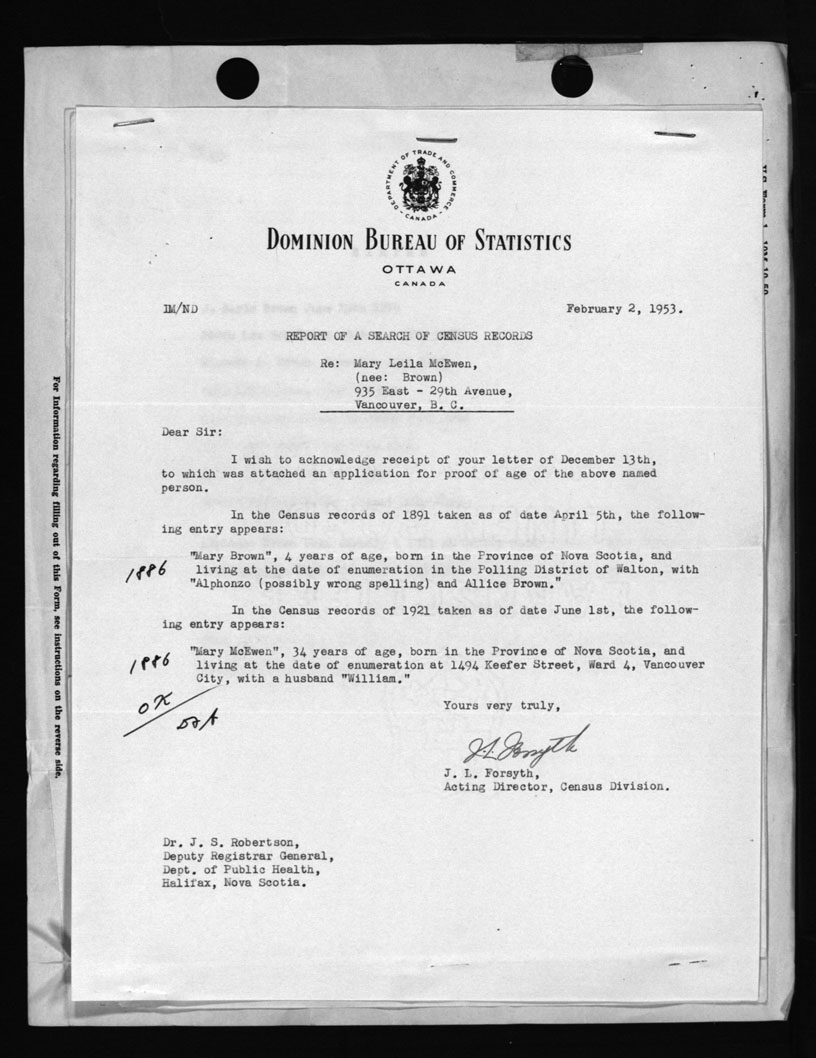 DEPARTMENT OF TRADE AND COMMERCE
CANADA
DOMINION BUREAU OF STATISTICS
OTTAWA
CANADA
IM/ND
February 2, 1953.
REPORT OF A SEARCH OF CENSUS RECORDS
Re: Mary Leila McEwen,
(nee: Brown)
935 East - 29th Avenue,
Vancouver, B. C.
Dear Sir:
I wish to acknowledge receipt of your letter of December 13th,
to which was attached an application for proof of age of the above named
person.
In the Census records of 1891 taken as of date April 5th, the follow-
ing entry appears:
"Mary Brown", 4 years of age, born in the Province of Nova Scotia, and
1886 living at the date of enumeration in the Polling District of Walton, with
"Alphonzo (possibly wrong spelling) and Allice Brown."
In the Census records of 1921 taken as of date June 1st, the follow-
ing entry appears:
"Mary McEwen", 34 years of age, born in the Province of Nova Scotia, and
1886 living at the date of enumeration at 1494 Keefer Street, Ward 4, Vancouver
City, with a husband "William."
OK
Yours very truly,
J. L. Forsyth
J. L. Forsyth,
Acting Director, Census Division.
Dr. J. S. Robertson,
Deputy Registrar General,
Dept. of Public Health,
Halifax, Nova Scotia.
For Information regarding filling out of this Form, see instructions on the reverse side.